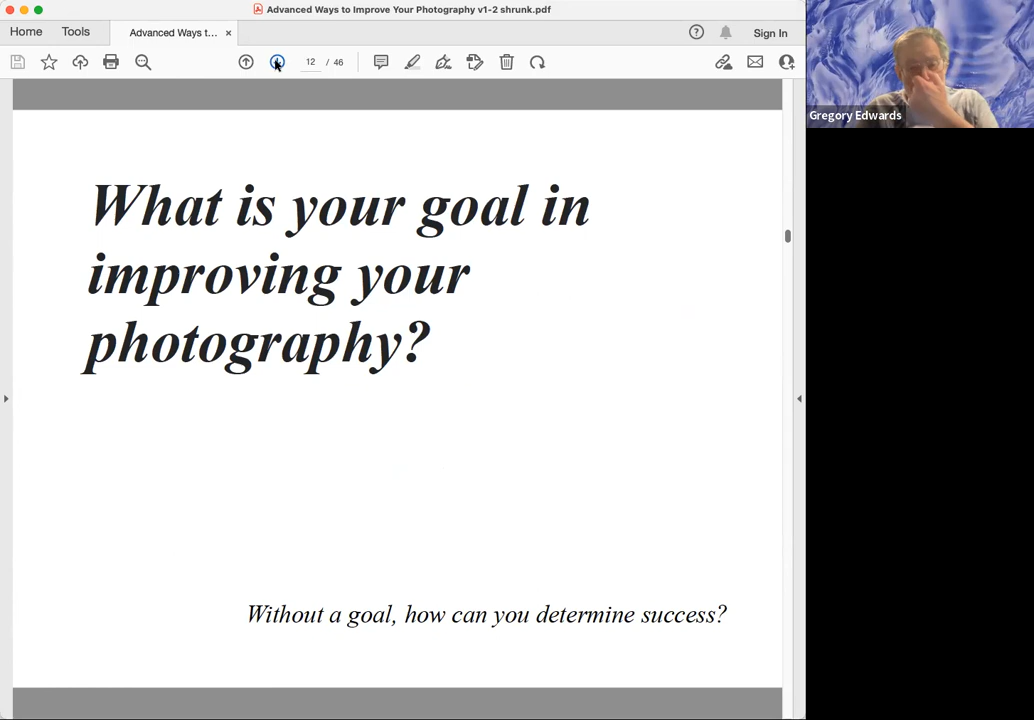 Advanced Ways to Improve Your Photography v1-2 shrunk.pdf
Home Tools Advanced Ways t... × Sign In
12 / 46
Gregory Edwards
What is your goal in
improving your
photography?
Without a goal, how can you determine success?